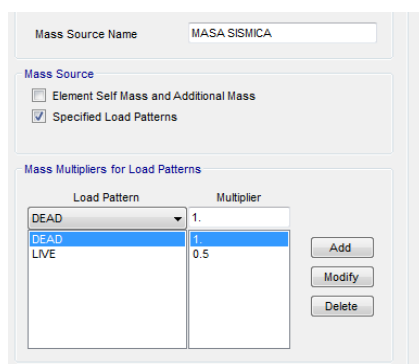 Mass Source Name MASA SISMICA
Mass Source
Element Self Mass and Additional Mass
Specified Load Patterns
Mass Multipliers for Load Patterns
Load Pattern Multiplier
DEAD 1.
DEAD 1.
LIVE 0.5
Add
Modify
Delete